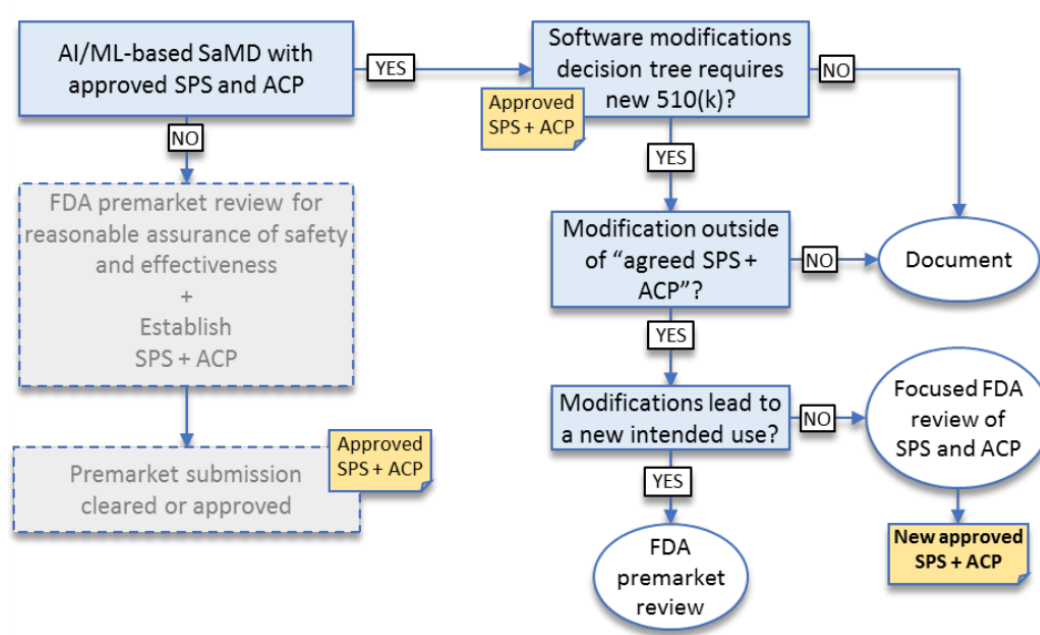 AI/ML-based SaMD with
approved SPS and ACP
YES
Software modifications
decision tree requires
new 510(k)?
NO
Approved
SPS + ACP
NO
YES
FDA premarket review for
reasonable assurance of safety
and effectiveness
+
Establish
SPS + ACP
Modification outside
of “agreed SPS +
ACP”?
NO
Document
YES
Modifications lead to
a new intended use?
NO
Focused FDA
review of
SPS and ACP
Approved
SPS + ACP
Premarket submission
cleared or approved
YES
FDA
premarket
review
New approved
SPS + ACP